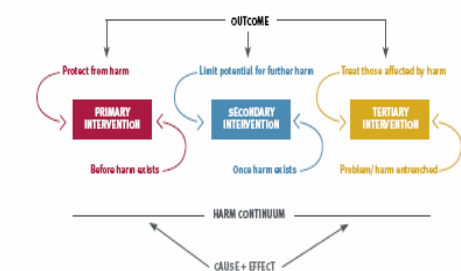 OUTCOME
Protect from harm
Limit potential for further harm
Treat those affected by harm
PRIMARY
INTERVENTION
SECONDARY
INTERVENTION
TERTIARY
INTERVENTION
Before harm exists
Once harm exists
Problem/harm entrenched
HARM CONTINUUM
CAUSE + EFFECT